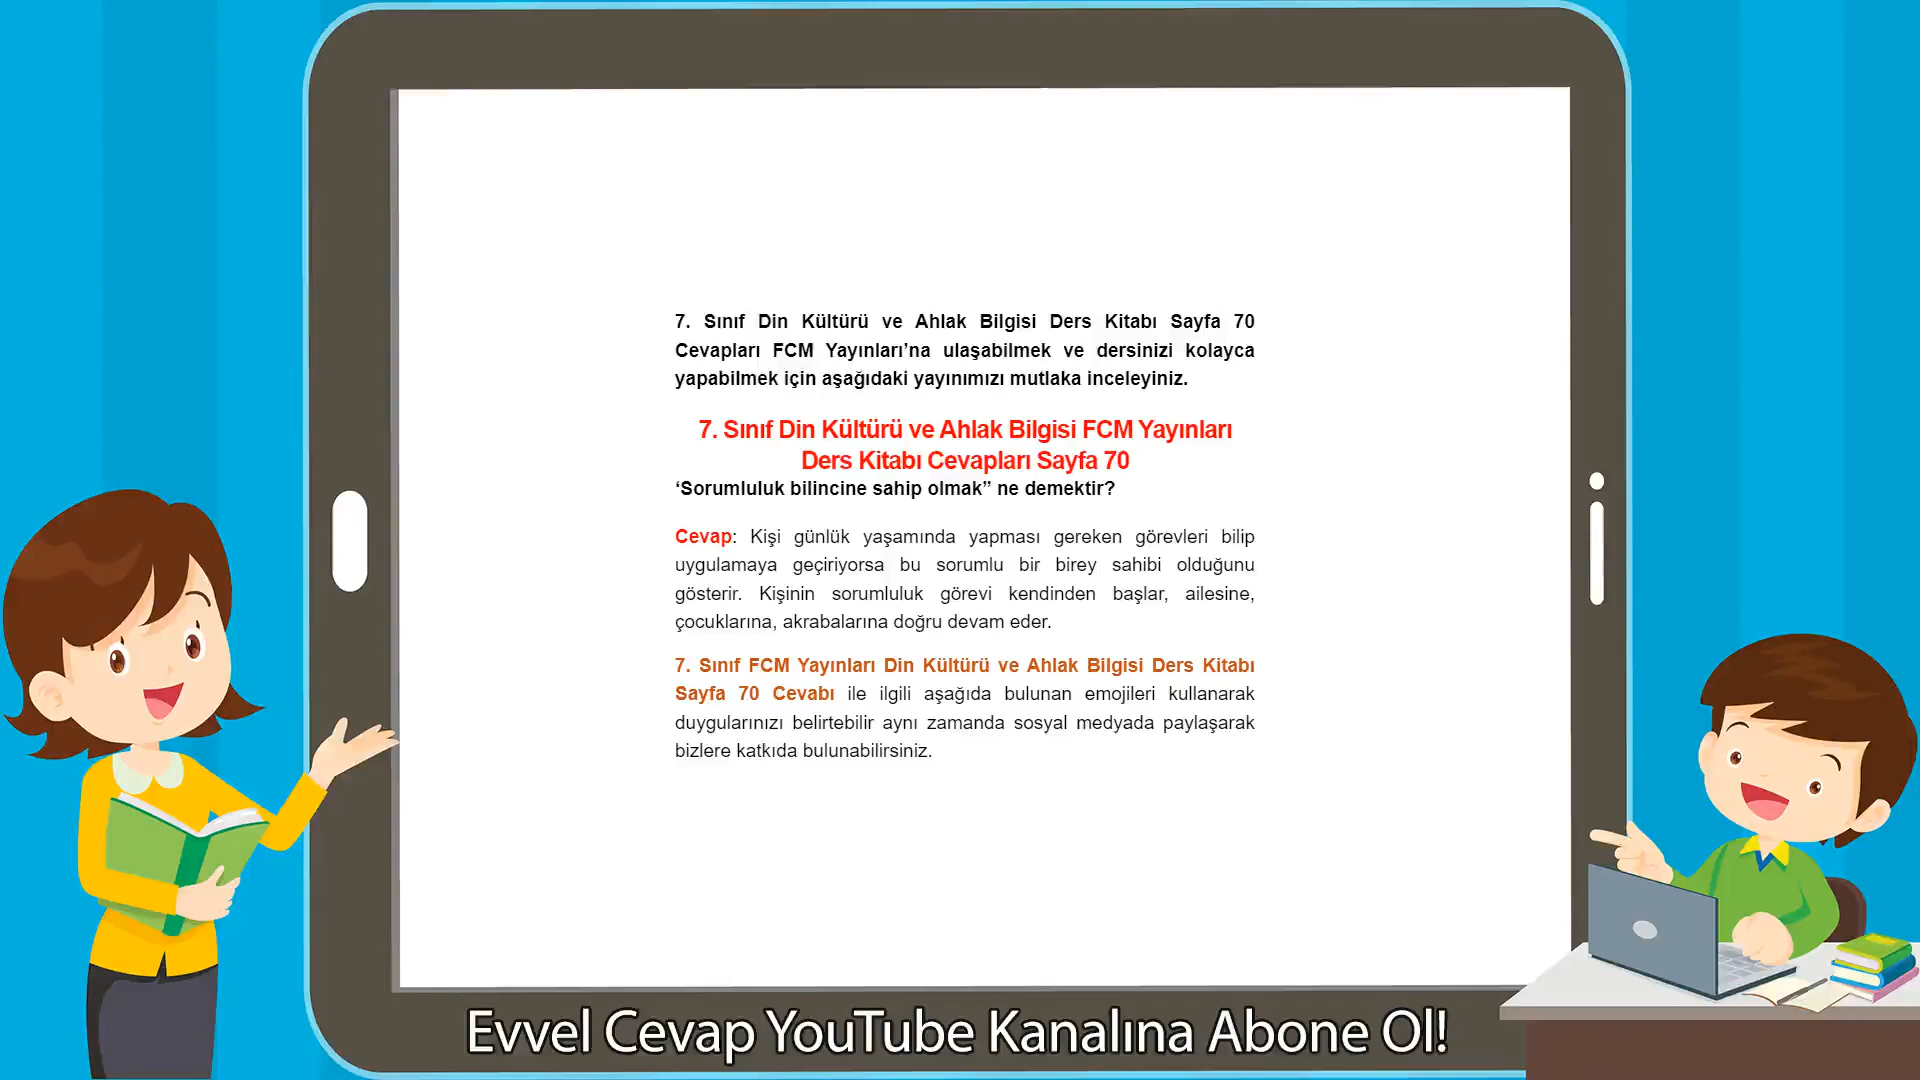 7. Sınıf Din Kültürü ve Ahlak Bilgisi Ders Kitabı Sayfa 70
Cevapları FCM Yayınları’na ulaşabilmek ve dersinizi kolayca
yapabilmek için aşağıdaki yayınımızı mutlaka inceleyiniz.
7. Sınıf Din Kültürü ve Ahlak Bilgisi FCM Yayınları
Ders Kitabı Cevapları Sayfa 70
‘Sorumluluk bilincine sahip olmak” ne demektir?
Cevap: Kişi günlük yaşamında yapması gereken görevleri bilip
uygulamaya geçiriyorsa bu sorumlu bir birey sahibi olduğunu
gösterir. Kişinin sorumluluk görevi kendinden başlar, ailesine,
çocuklarına, akrabalarına doğru devam eder.
7. Sınıf FCM Yayınları Din Kültürü ve Ahlak Bilgisi Ders Kitabı
Sayfa 70 Cevabı ile ilgili aşağıda bulunan emojileri kullanarak
duygularınızı belirtebilir aynı zamanda sosyal medyada paylaşarak
bizlere katkıda bulunabilirsiniz.
Evvel Cevap YouTube Kanalına Abone Ol!